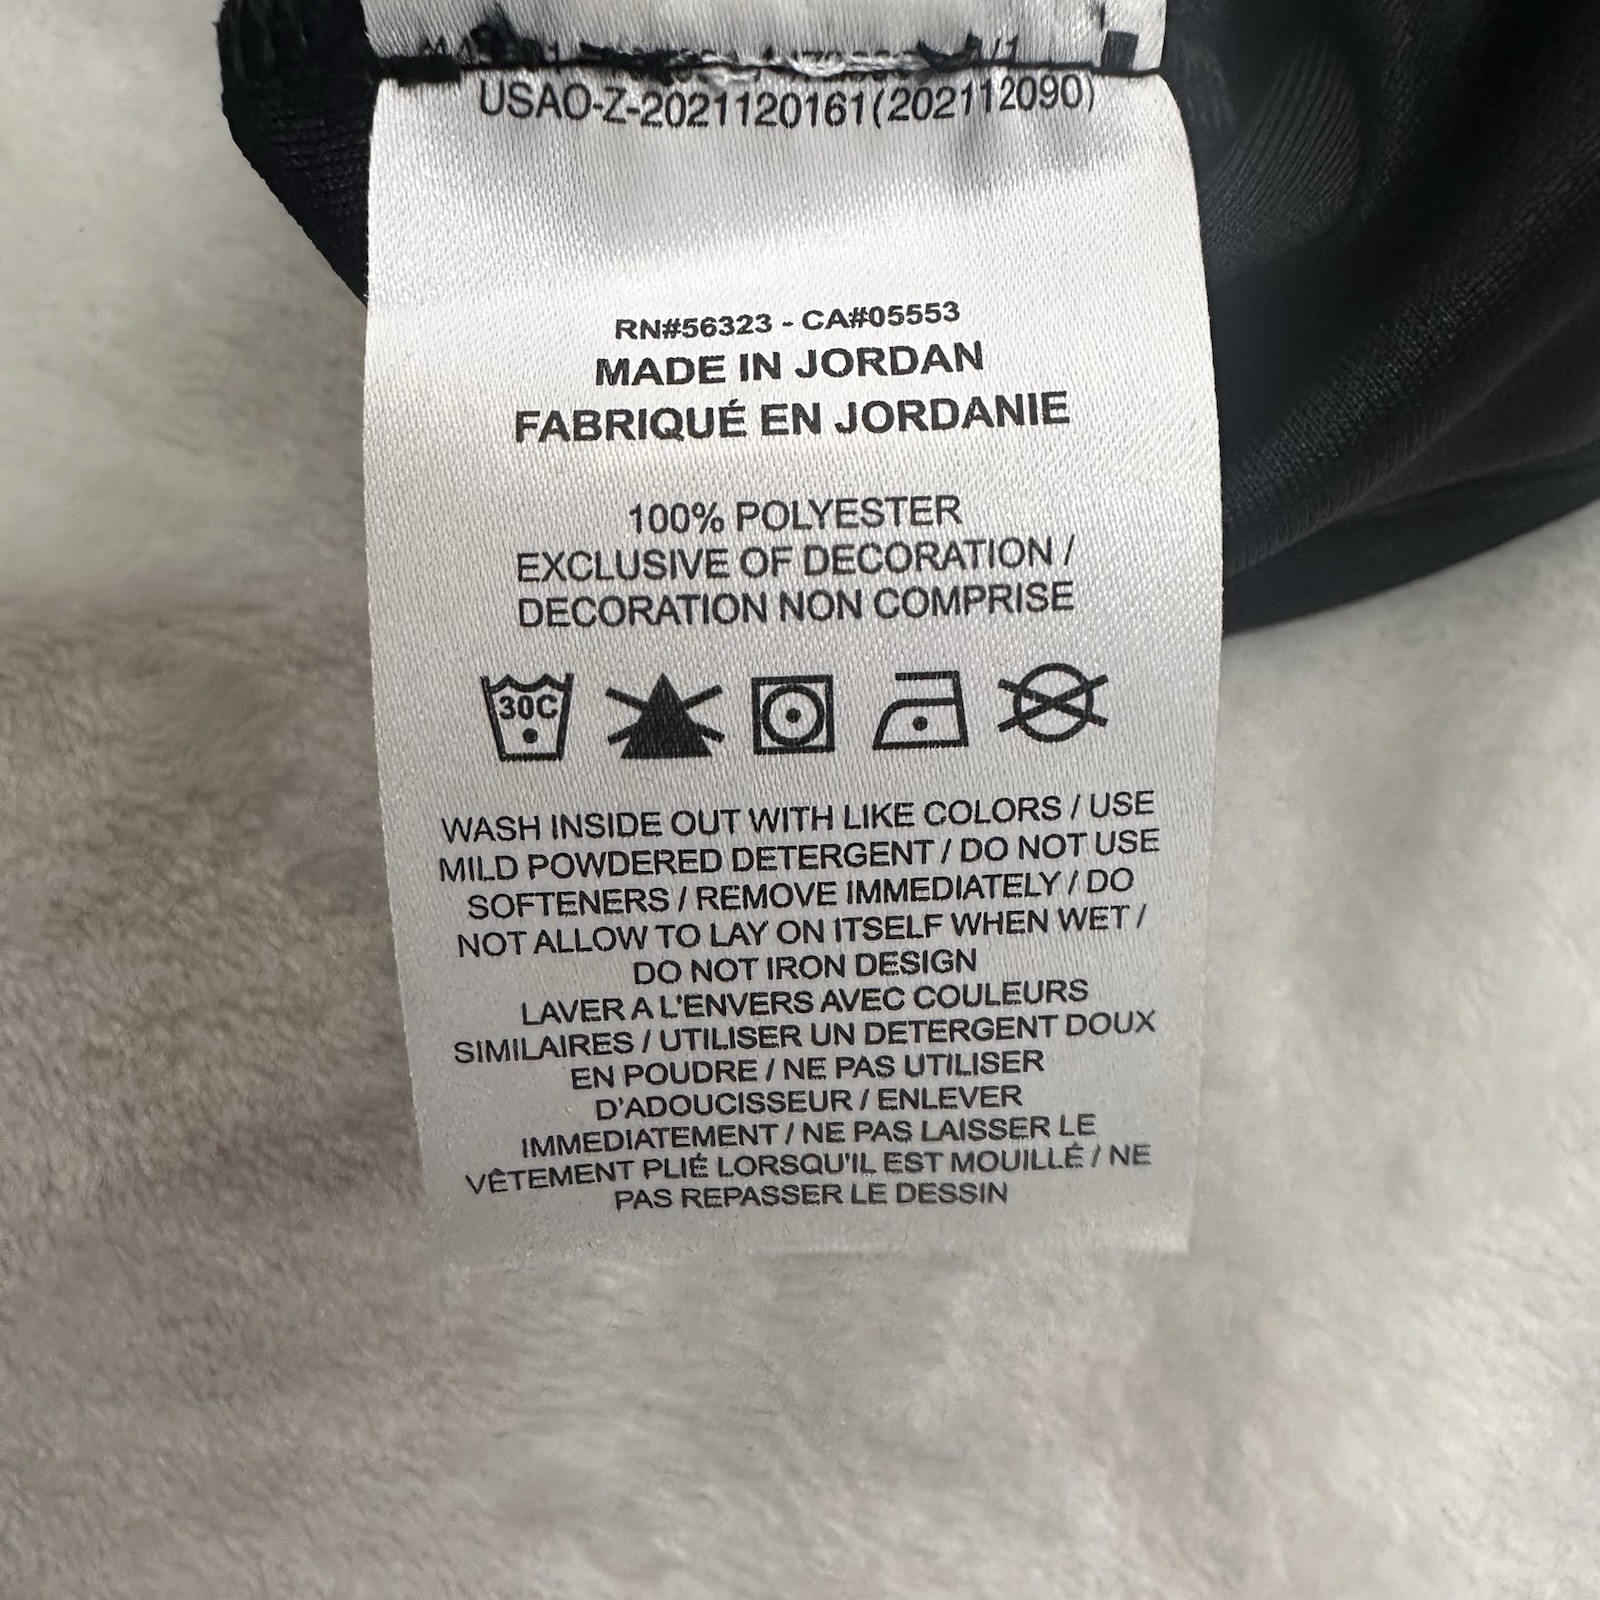 USAO-Z-2021120161(202112090)
RN#56323 - CA#05553
MADE IN JORDAN
FABRIQUÉ EN JORDANIE
100% POLYESTER
EXCLUSIVE OF DECORATION /
DECORATION NON COMPRISE
30C
WASH INSIDE OUT WITH LIKE COLORS / USE
MILD POWDERED DETERGENT / DO NOT USE
SOFTENERS / REMOVE IMMEDIATELY / DO
NOT ALLOW TO LAY ON ITSELF WHEN WET /
DO NOT IRON DESIGN
LAVER A L'ENVERS AVEC COULEURS
SIMILAIRES / UTILISER UN DETERGENT DOUX
EN POUDRE / NE PAS UTILISER
D'ADOUCISSEUR / ENLEVER
IMMEDIATEMENT / NE PAS LAISSER LE
VÊTEMENT PLIÉ LORSQU'IL EST MOUILLÉ / NE
PAS REPASSER LE DESSIN